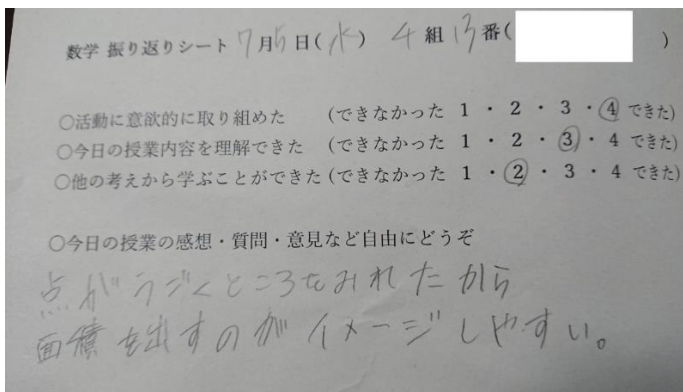 数学 振り返りシート 7月5日(水) 4組13番( )
○活動に意欲的に取り組めた (できなかった 1 ・ 2 ・ 3 ・ 4 できた)
○今日の授業内容を理解できた (できなかった 1 ・ 2 ・ 3 ・ 4 できた)
○他の考えから学ぶことができた (できなかった 1 ・ 2 ・ 3 ・ 4 できた)
○今日の授業の感想・質問・意見など自由にどうぞ
点がうごくところをみれたから
面積を出すのがイメージしやすい。